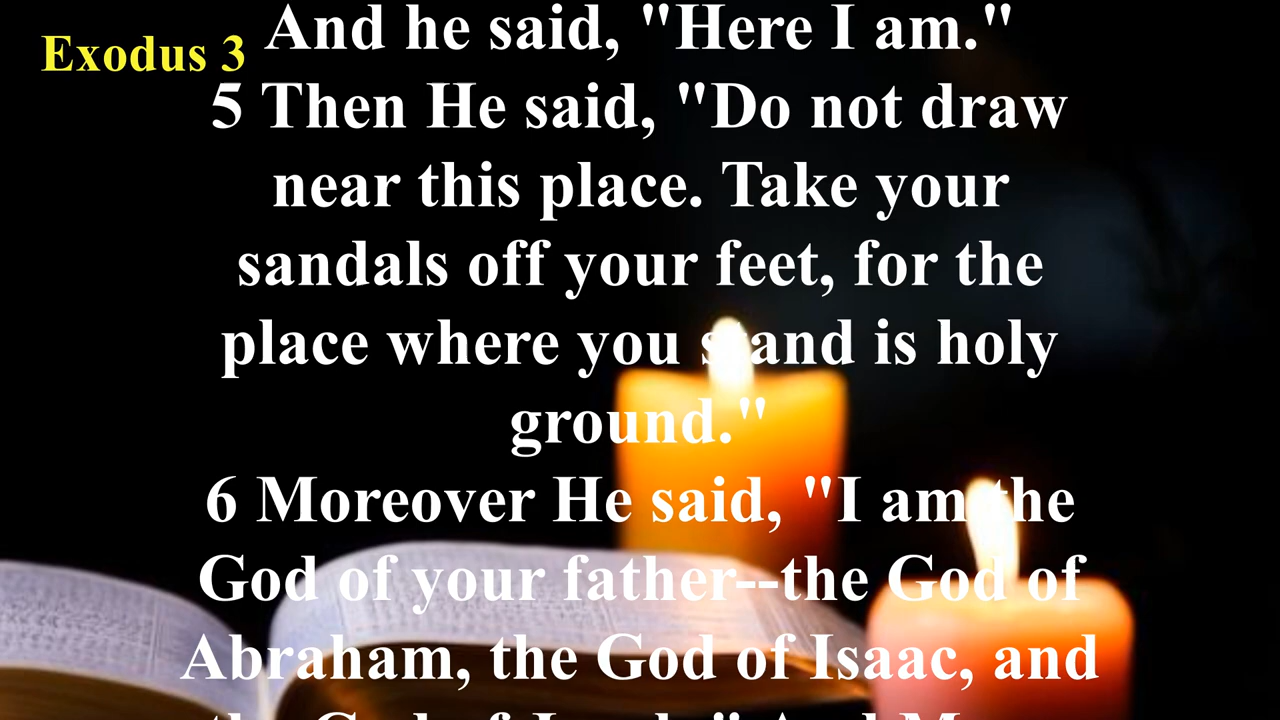 Exodus 3
And he said, "Here I am."
5 Then He said, "Do not draw
near this place. Take your
sandals off your feet, for the
place where you stand is holy
ground."
6 Moreover He said, "I am the
God of your father--the God of
Abraham, the God of Isaac, and